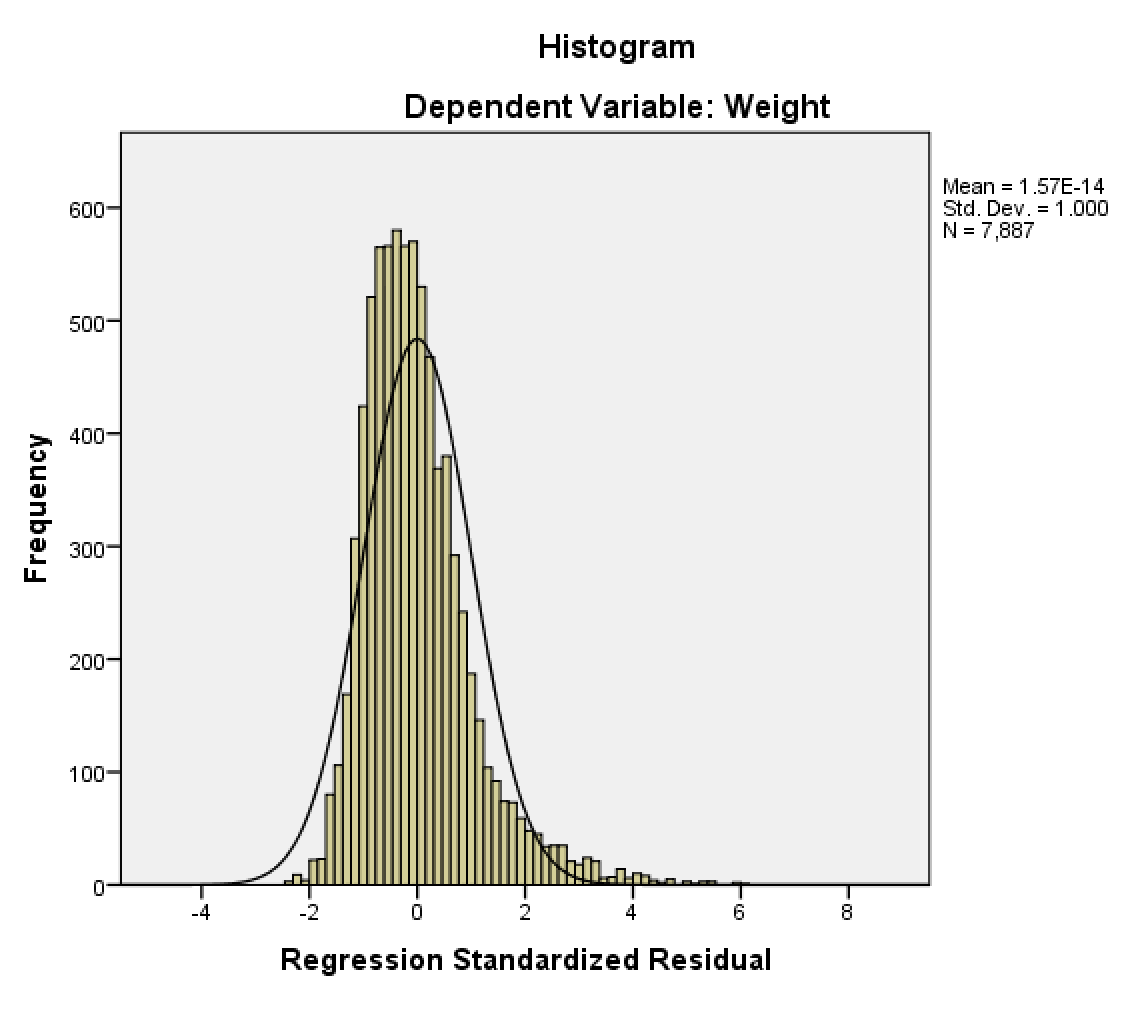 Histogram
Dependent Variable: Weight
Mean = 1.57E-14
Std. Dev. = 1.000
N = 7,887
600
500
400
300
200
100
0
Frequency
-4 -2 0 2 4 6 8
Regression Standardized Residual